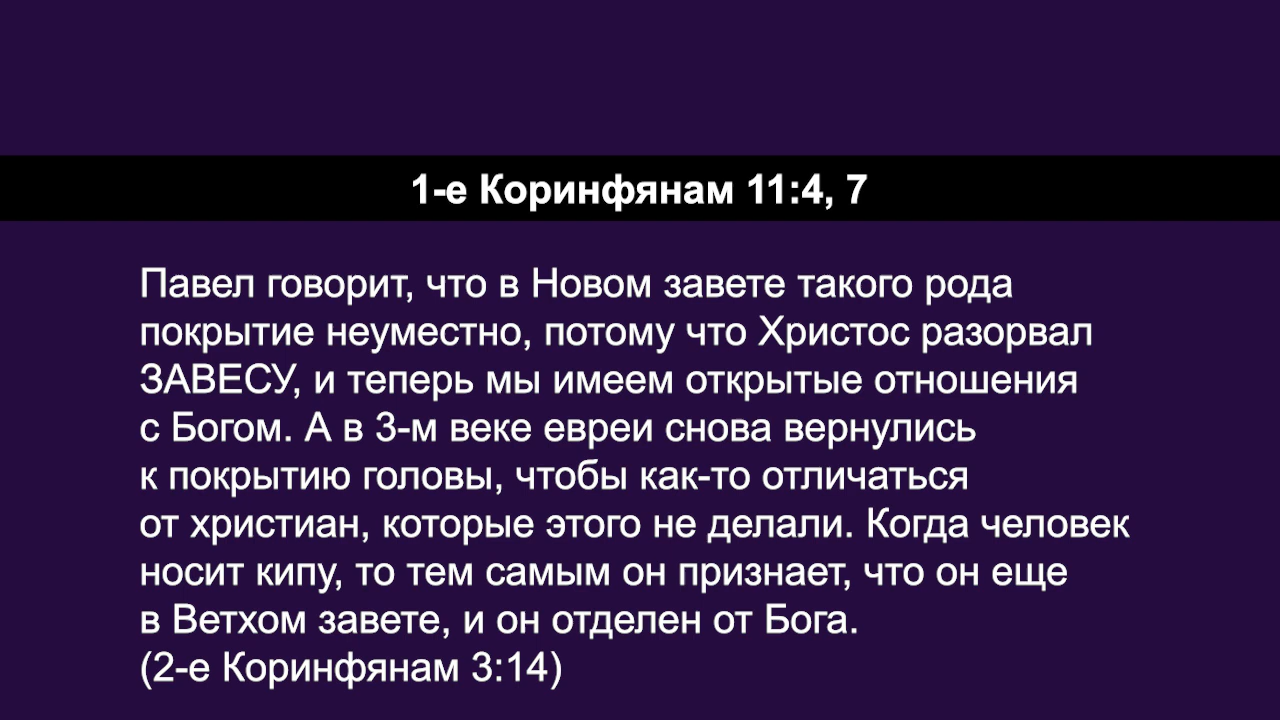 1-е Коринфянам 11:4, 7
Павел говорит, что в Новом завете такого рода
покрытие неуместно, потому что Христос разорвал
ЗАВЕСУ, и теперь мы имеем открытые отношения
с Богом. А в 3-м веке евреи снова вернулись
к покрытию головы, чтобы как-то отличаться
от христиан, которые этого не делали. Когда человек
носит кипу, то тем самым он признает, что он еще
в Ветхом завете, и он отделен от Бога.
(2-е Коринфянам 3:14)